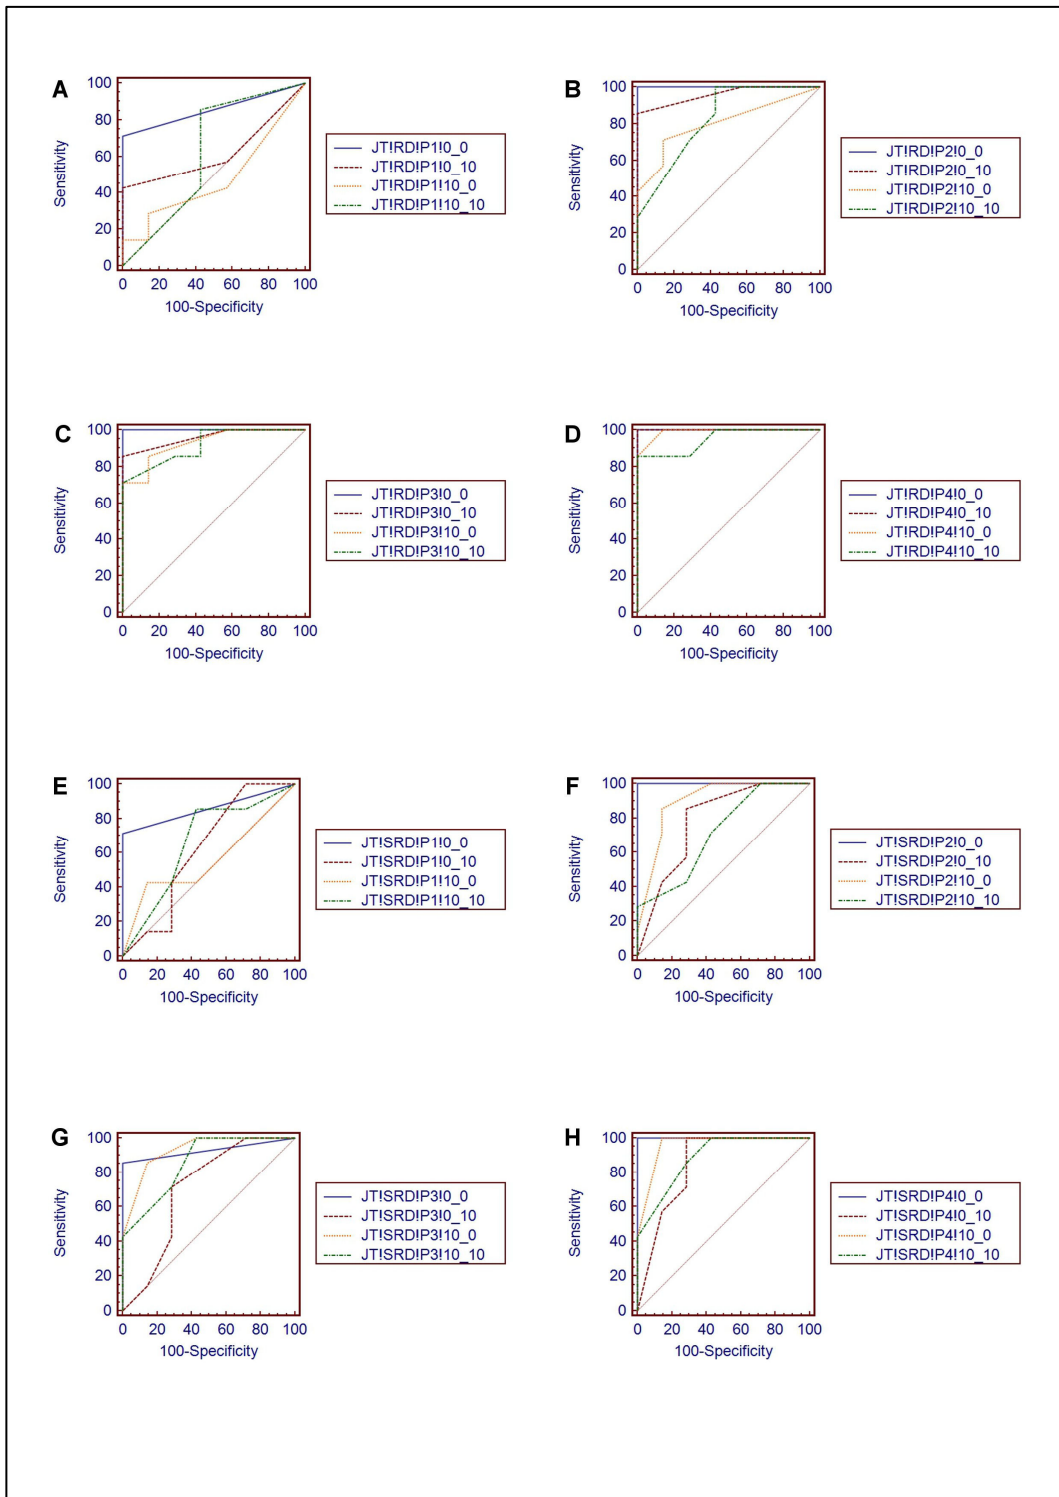 A
100
80
60
40
20
0
Sensitivity
0 20 40 60 80 100
100-Specificity
JT!RD!P1!0_0
JT!RD!P1!0_10
JT!RD!P1!10_0
JT!RD!P1!10_10
B
100
80
60
40
20
0
Sensitivity
0 20 40 60 80 100
100-Specificity
JT!RD!P2!0_0
JT!RD!P2!0_10
JT!RD!P2!10_0
JT!RD!P2!10_10
C
100
80
60
40
20
0
Sensitivity
0 20 40 60 80 100
100-Specificity
JT!RD!P3!0_0
JT!RD!P3!0_10
JT!RD!P3!10_0
JT!RD!P3!10_10
D
100
80
60
40
20
0
Sensitivity
0 20 40 60 80 100
100-Specificity
JT!RD!P4!0_0
JT!RD!P4!0_10
JT!RD!P4!10_0
JT!RD!P4!10_10
E
100
80
60
40
20
0
Sensitivity
0 20 40 60 80 100
100-Specificity
JT!SRD!P1!0_0
JT!SRD!P1!0_10
JT!SRD!P1!10_0
JT!SRD!P1!10_10
F
100
80
60
40
20
0
Sensitivity
0 20 40 60 80 100
100-Specificity
JT!SRD!P2!0_0
JT!SRD!P2!0_10
JT!SRD!P2!10_0
JT!SRD!P2!10_10
G
100
80
60
40
20
0
Sensitivity
0 20 40 60 80 100
100-Specificity
JT!SRD!P3!0_0
JT!SRD!P3!0_10
JT!SRD!P3!10_0
JT!SRD!P3!10_10
H
100
80
60
40
20
0
Sensitivity
0 20 40 60 80 100
100-Specificity
JT!SRD!P4!0_0
JT!SRD!P4!0_10
JT!SRD!P4!10_0
JT!SRD!P4!10_10